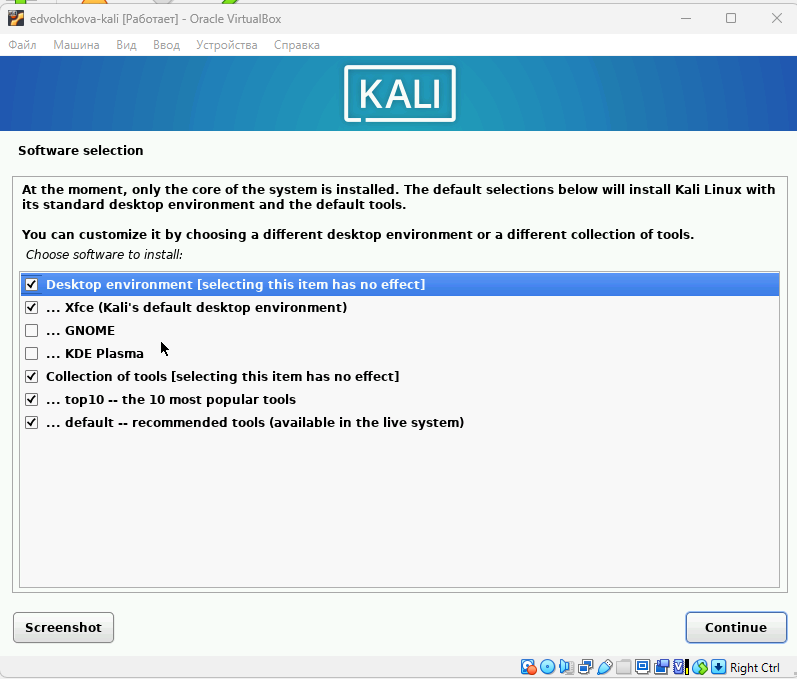 edvolchkova-kali [Работает] - Oracle VirtualBox
Файл Машина Вид Ввод Устройства Справка
KALI
Software selection
At the moment, only the core of the system is installed. The default selections below will install Kali Linux with
its standard desktop environment and the default tools.
You can customize it by choosing a different desktop environment or a different collection of tools.
Choose software to install:
Desktop environment [selecting this item has no effect]
... Xfce (Kali's default desktop environment)
... GNOME
... KDE Plasma
Collection of tools [selecting this item has no effect]
... top10 -- the 10 most popular tools
... default -- recommended tools (available in the live system)
Screenshot Continue
Right Ctrl